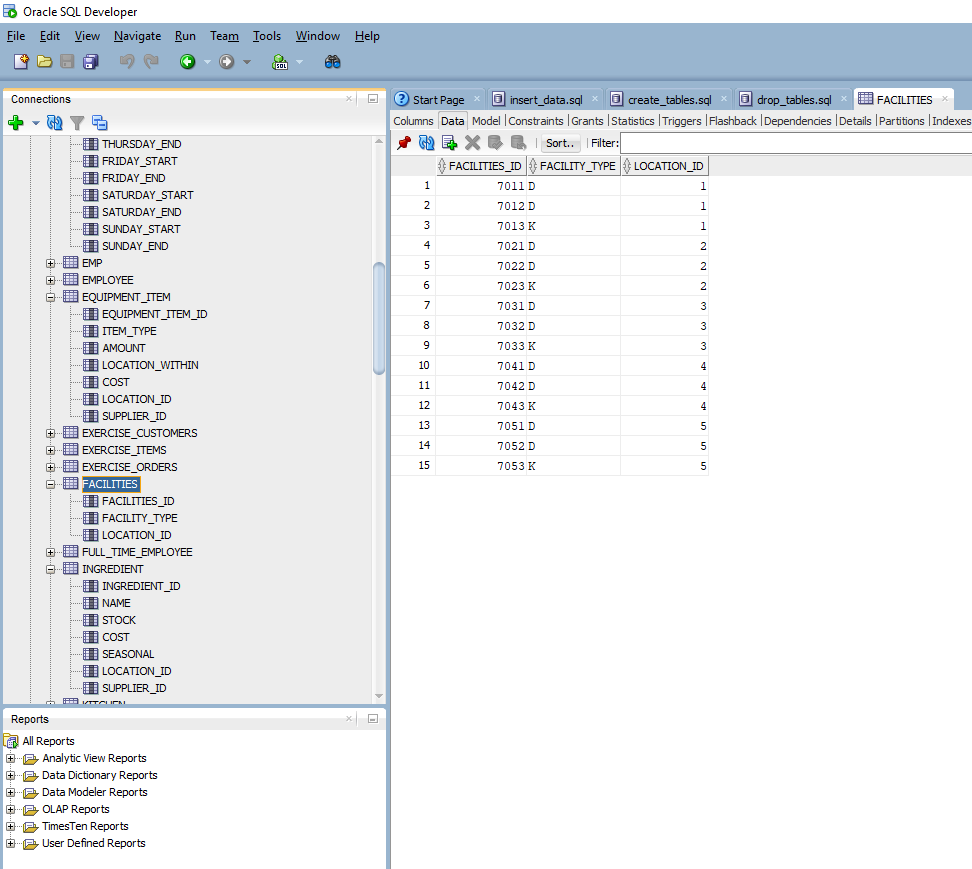 Oracle SQL Developer
File Edit View Navigate Run Team Tools Window Help
SQL
Connections
THURSDAY_END
FRIDAY_START
FRIDAY_END
SATURDAY_START
SATURDAY_END
SUNDAY_START
SUNDAY_END
EMP
EMPLOYEE
EQUIPMENT_ITEM
EQUIPMENT_ITEM_ID
ITEM_TYPE
AMOUNT
LOCATION_WITHIN
COST
LOCATION_ID
SUPPLIER_ID
EXERCISE_CUSTOMERS
EXERCISE_ITEMS
EXERCISE_ORDERS
FACILITIES
FACILITIES_ID
FACILITY_TYPE
LOCATION_ID
FULL_TIME_EMPLOYEE
INGREDIENT
INGREDIENT_ID
NAME
STOCK
COST
SEASONAL
LOCATION_ID
SUPPLIER_ID
KITCHEN
Reports
All Reports
Analytic View Reports
Data Dictionary Reports
Data Modeler Reports
OLAP Reports
TimesTen Reports
User Defined Reports
Start Page insert_data.sql create_tables.sql drop_tables.sql FACILITIES
Columns Data Model Constraints Grants Statistics Triggers Flashback Dependencies Details Partitions Indexes
Sort.. Filter:
FACILITIES_ID FACILITY_TYPE LOCATION_ID
1 7011 D 1
2 7012 D 1
3 7013 K 1
4 7021 D 2
5 7022 D 2
6 7023 K 2
7 7031 D 3
8 7032 D 3
9 7033 K 3
10 7041 D 4
11 7042 D 4
12 7043 K 4
13 7051 D 5
14 7052 D 5
15 7053 K 5